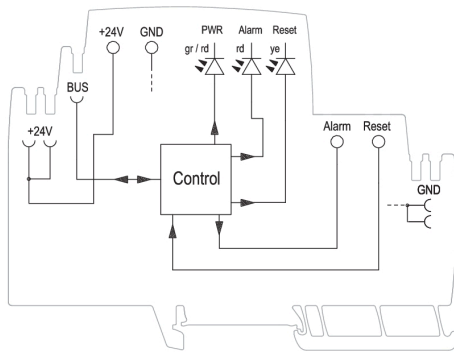 +24V GND PWR Alarm Reset
gr / rd rd ye
BUS
+24V
Alarm Reset
Control
GND